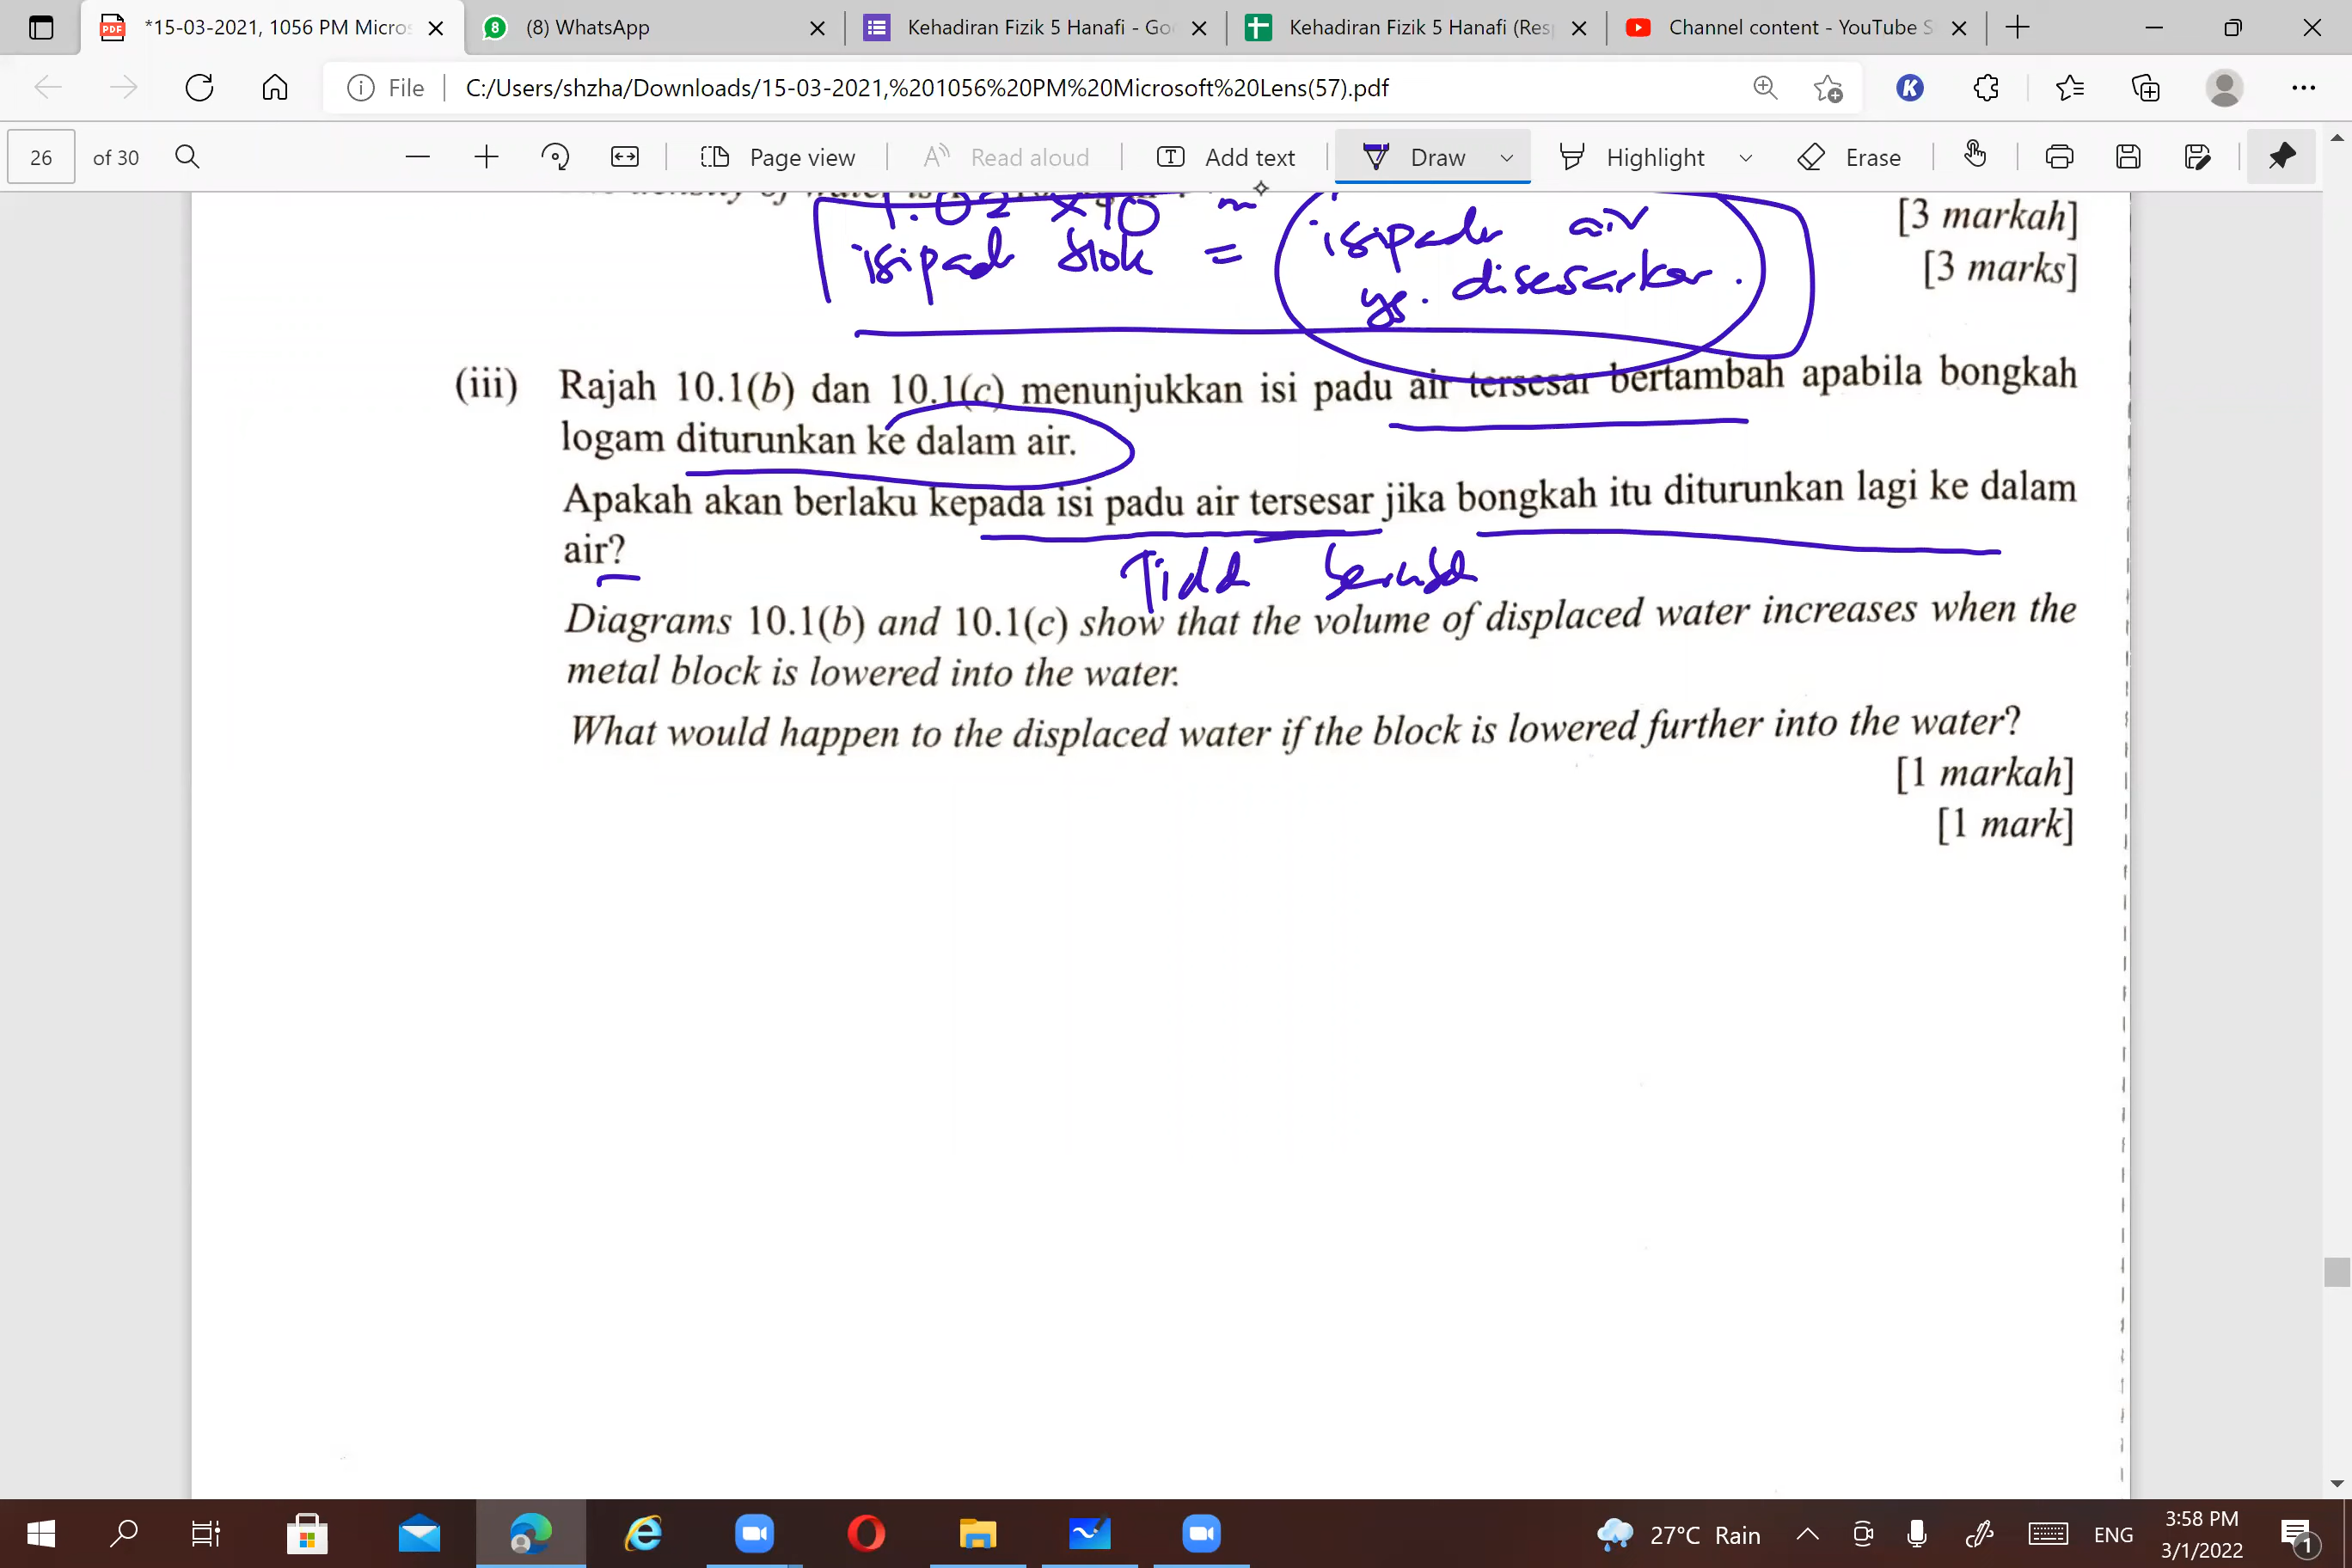 *15-03-2021, 1056 PM Micros
(8) WhatsApp
Kehadiran Fizik 5 Hanafi - Go
Kehadiran Fizik 5 Hanafi (Res
Channel content - YouTube S
File
C:/Users/shzha/Downloads/15-03-2021,%201056%20PM%20Microsoft%20Lens(57).pdf
26 of 30
Page view
Read aloud
Add text
Draw
Highlight
Erase
1.02 x 10
[3 markah]
isipadu blok = isipadu air
yg. disesarkan.
[3 marks]
(iii) Rajah 10.1(b) dan 10.1(c) menunjukkan isi padu air tersesar bertambah apabila bongkah
logam diturunkan ke dalam air.
Apakah akan berlaku kepada isi padu air tersesar jika bongkah itu diturunkan lagi ke dalam
air?
Diagrams 10.1(b) and 10.1(c) show that the volume of displaced water increases when the
metal block is lowered into the water.
What would happen to the displaced water if the block is lowered further into the water?
[1 markah]
[1 mark]
27°C Rain
ENG
3:58 PM
3/1/2022
1